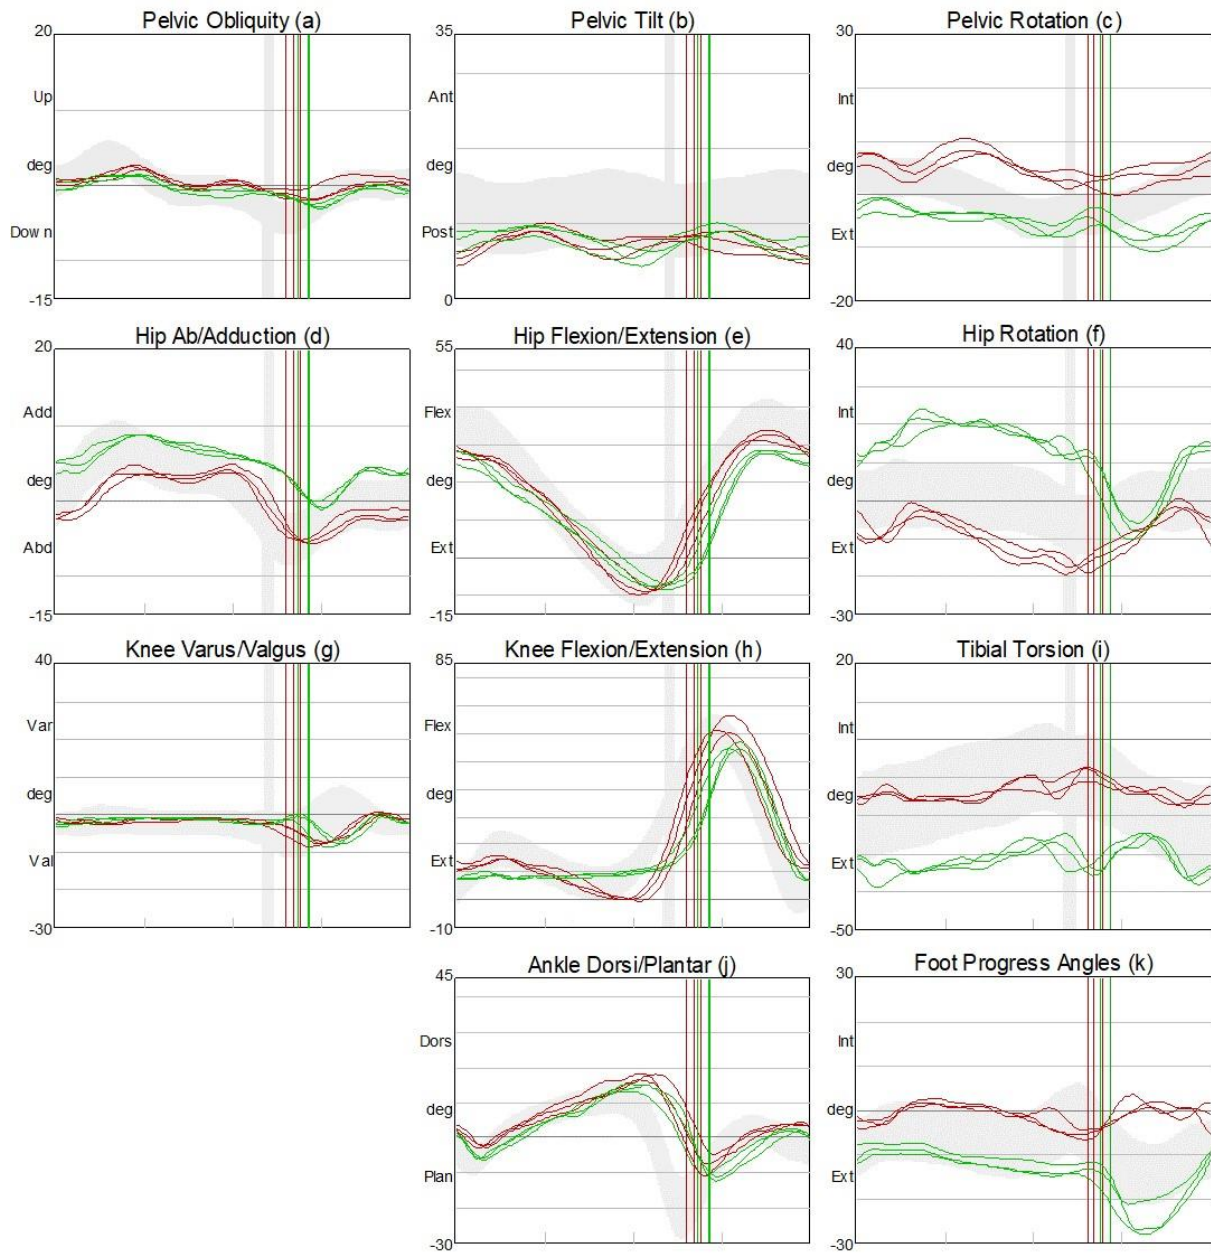 Pelvic Obliquity (a)
20
Up
deg
Down
-15
Pelvic Tilt (b)
35
Ant
deg
Post
0
Pelvic Rotation (c)
30
Int
deg
Ext
-20
Hip Ab/Adduction (d)
20
Add
deg
Abd
-15
Hip Flexion/Extension (e)
55
Flex
deg
Ext
-15
Hip Rotation (f)
40
Int
deg
Ext
-30
Knee Varus/Valgus (g)
40
Var
deg
Val
-30
Knee Flexion/Extension (h)
85
Flex
deg
Ext
-10
Tibial Torsion (i)
20
Int
deg
Ext
-50
Ankle Dorsi/Plantar (j)
45
Dors
deg
Plan
-30
Foot Progress Angles (k)
30
Int
deg
Ext
-30